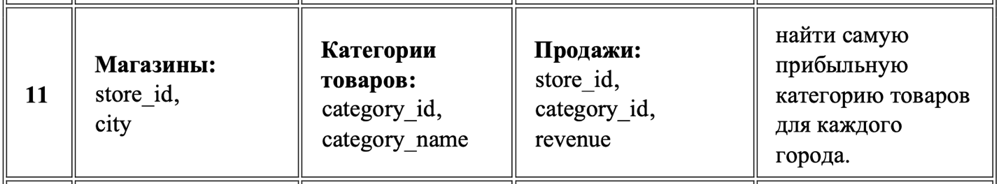 11
Магазины:
store_id,
city
Категории
товаров:
category_id,
category_name
Продажи:
store_id,
category_id,
revenue
найти самую
прибыльную
категорию товаров
для каждого
города.